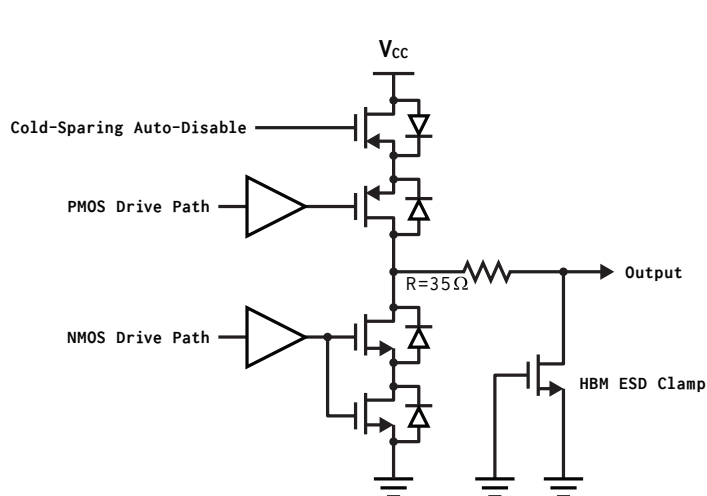 VCC
Cold-Sparing Auto-Disable
PMOS Drive Path
R=35Ω
Output
NMOS Drive Path
HBM ESD Clamp